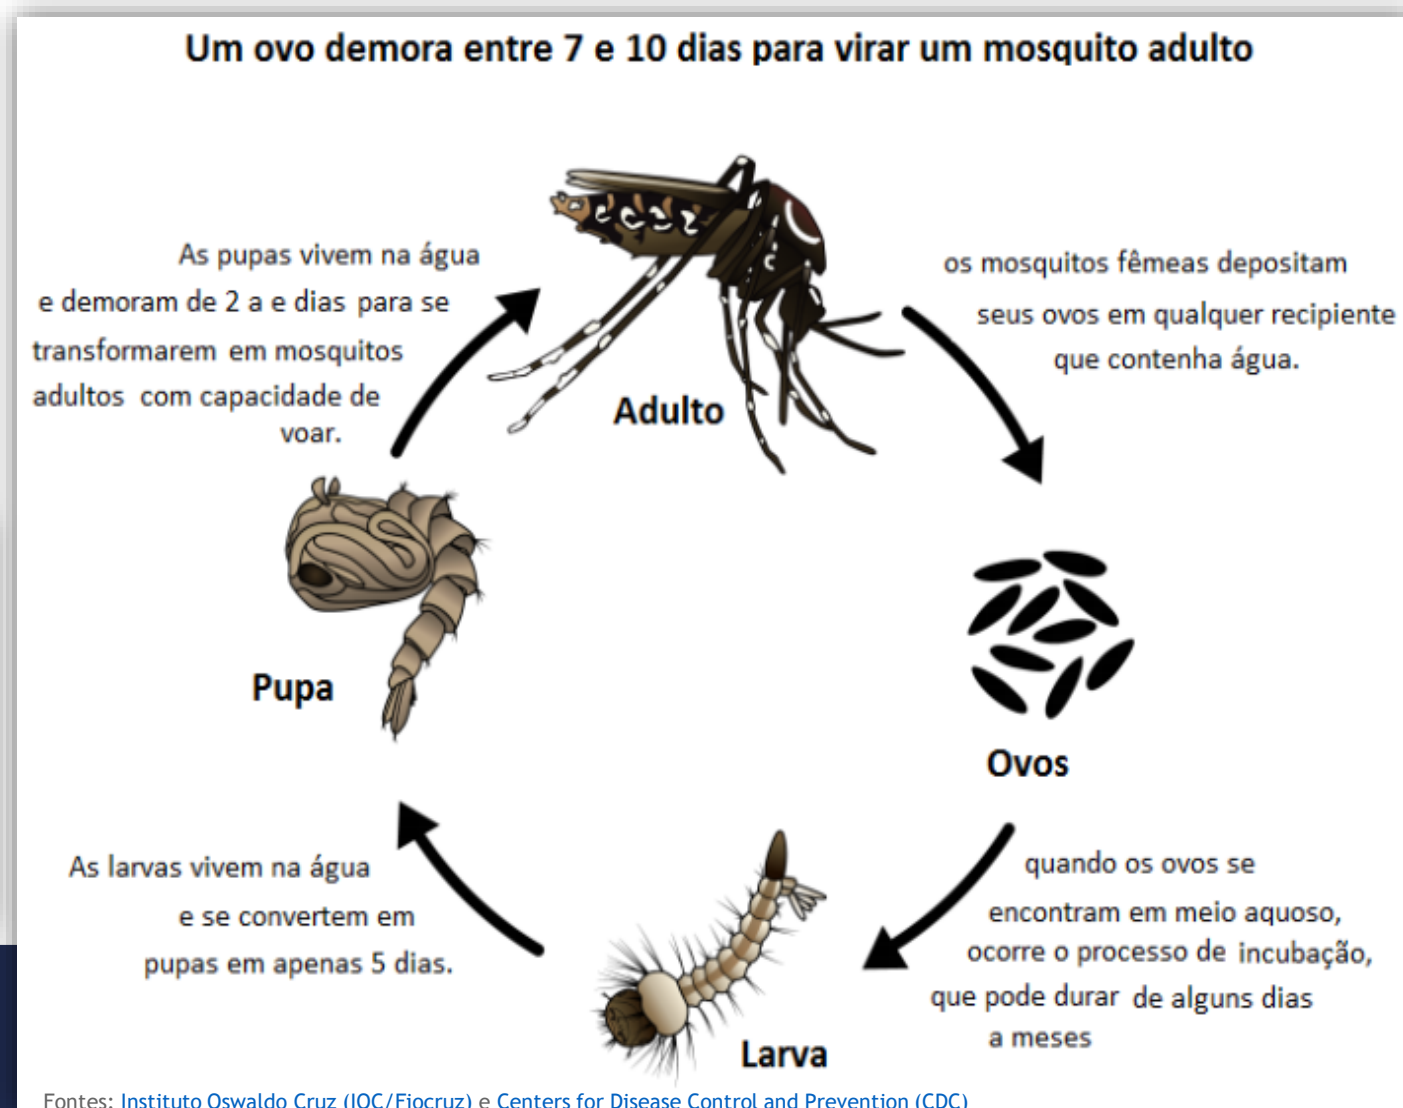 Um ovo demora entre 7 e 10 dias para virar um mosquito adulto
As pupas vivem na água
e demoram de 2 a e dias para se
transformarem em mosquitos
adultos com capacidade de
voar.
os mosquitos fêmeas depositam
seus ovos em qualquer recipiente
que contenha água.
Adulto
Pupa
Ovos
As larvas vivem na água
e se convertem em
pupas em apenas 5 dias.
quando os ovos se
encontram em meio aquoso,
ocorre o processo de incubação,
que pode durar de alguns dias
a meses
Larva
Fontes: Instituto Oswaldo Cruz (IOC/Fiocruz) e Centers for Disease Control and Prevention (CDC)